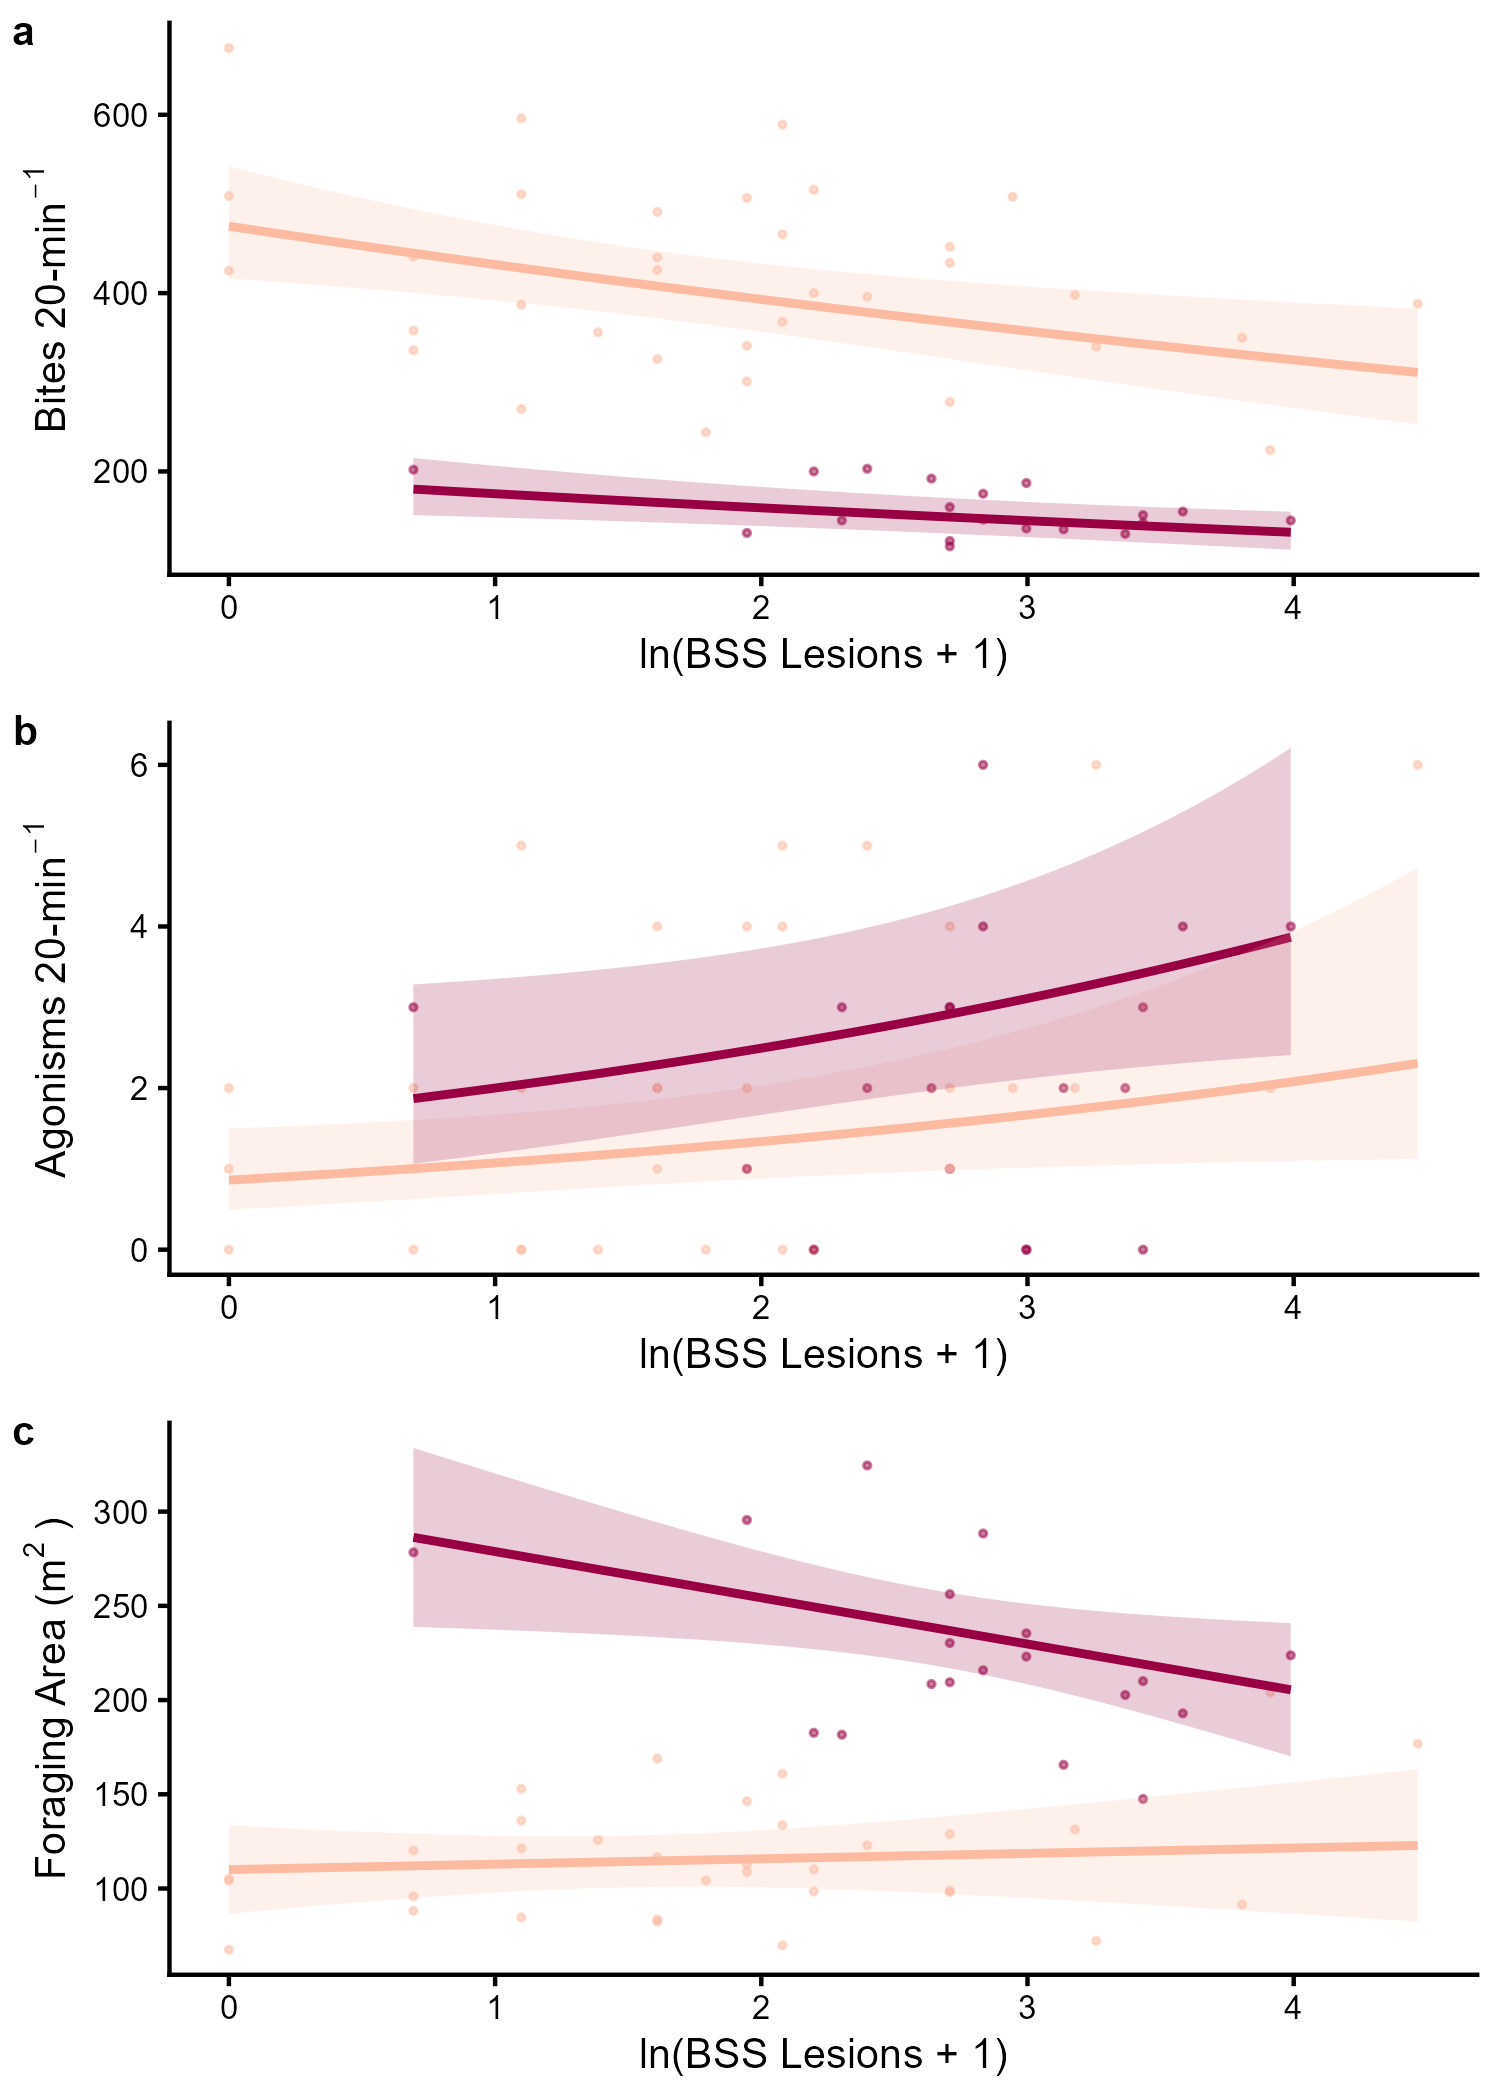 a
600
400
200
Bites 20-min⁻¹
0 1 2 3 4
ln(BSS Lesions + 1)
b
6
4
2
0
Agonisms 20-min⁻¹
0 1 2 3 4
ln(BSS Lesions + 1)
c
300
250
200
150
100
Foraging Area (m²)
0 1 2 3 4
ln(BSS Lesions + 1)